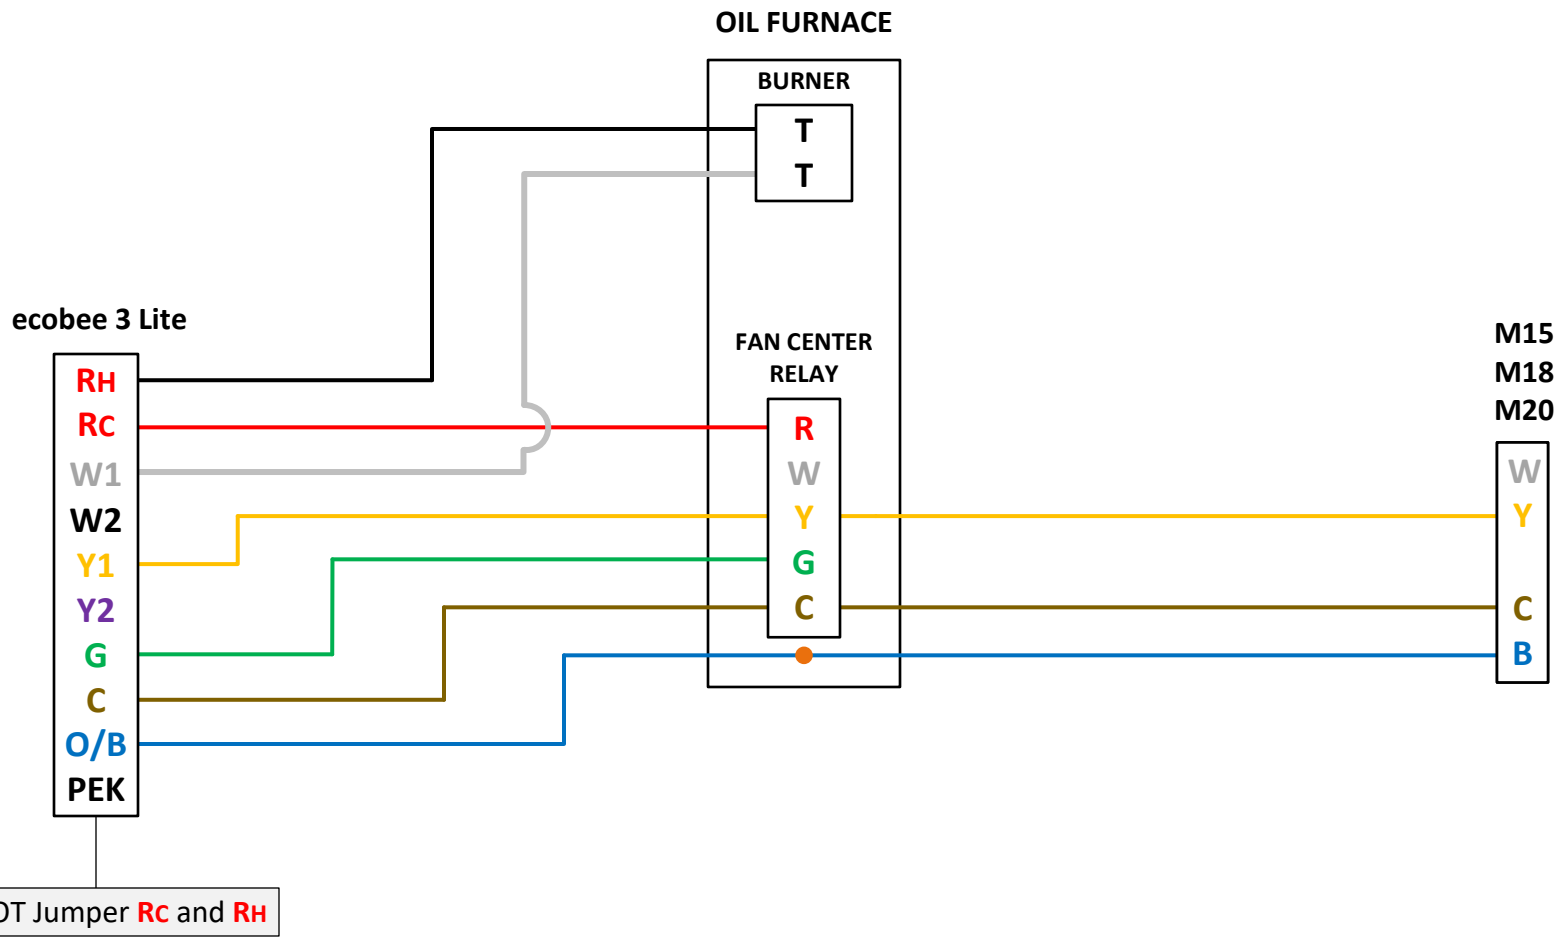 OIL FURNACE
BURNER
T
T
ecobee 3 Lite
RH
RC
W1
W2
Y1
Y2
G
C
O/B
PEK
FAN CENTER
RELAY
R
W
Y
G
C
M15
M18
M20
W
Y
C
B
Jumper RC and RH